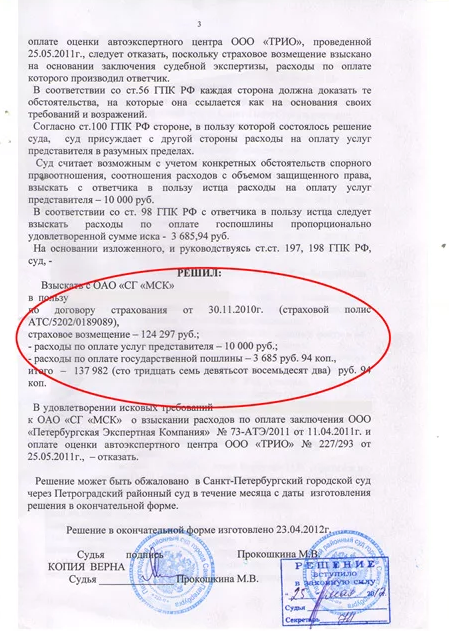 3
оплате оценки автоэкспертного центра ООО «ТРИО», проведенной
25.05.2011г., следует отказать, поскольку страховое возмещение взыскано
на основании заключения судебной экспертизы, расходы по оплате
которого производил ответчик.
В соответствии со ст.56 ГПК РФ каждая сторона должна доказать те
обстоятельства, на которые она ссылается как на основания своих
требований и возражений.
Согласно ст.100 ГПК РФ стороне, в пользу которой состоялось решение
суда, суд присуждает с другой стороны расходы на оплату услуг
представителя в разумных пределах.
Суд считает возможным с учетом конкретных обстоятельств спорного
правоотношения, соотношения расходов с объемом защищенного права,
взыскать с ответчика в пользу истца расходы на оплату услуг
представителя – 10 000 руб.
В соответствии со ст. 98 ГПК РФ с ответчика в пользу истца следует
взыскать расходы по оплате госпошлины пропорционально
удовлетворенной сумме иска - 3 685,94 руб.
На основании изложенного, и руководствуясь ст.ст. 197, 198 ГПК РФ,
суд, -
РЕШИЛ:
Взыскать с ОАО «СГ «МСК»
в пользу
по договору страхования от 30.11.2010г. (страховой полис
АТС/5202/0189089),
страховое возмещение – 124 297 руб.;
- расходы по оплате услуг представителя – 10 000 руб.;
- расходы по оплате государственной пошлины – 3 685 руб. 94 коп.,
итого – 137 982 (сто тридцать семь девятьсот восемьдесят два) руб. 94
коп.
В удовлетворении исковых требований
к ОАО «СГ «МСК» о взыскании расходов по оплате заключения ООО
«Петербургская Экспертная Компания» № 73-АТЭ/2011 от 11.04.2011г. и
оплате оценки автоэкспертного центра ООО «ТРИО» № 227/293 от
25.05.2011г., – отказать.
Решение может быть обжаловано в Санкт-Петербургский городской суд
через Петроградский районный суд в течение месяца с даты изготовления
решения в окончательной форме.
Решение в окончательной форме изготовлено 23.04.2012г.
Судья подпись Прокошкина М.В.
КОПИЯ ВЕРНА
Судья Прокошкина М.В.
РЕШЕНИЕ
вступило
в законную силу
25 мая 2012
Судья
Секретарь